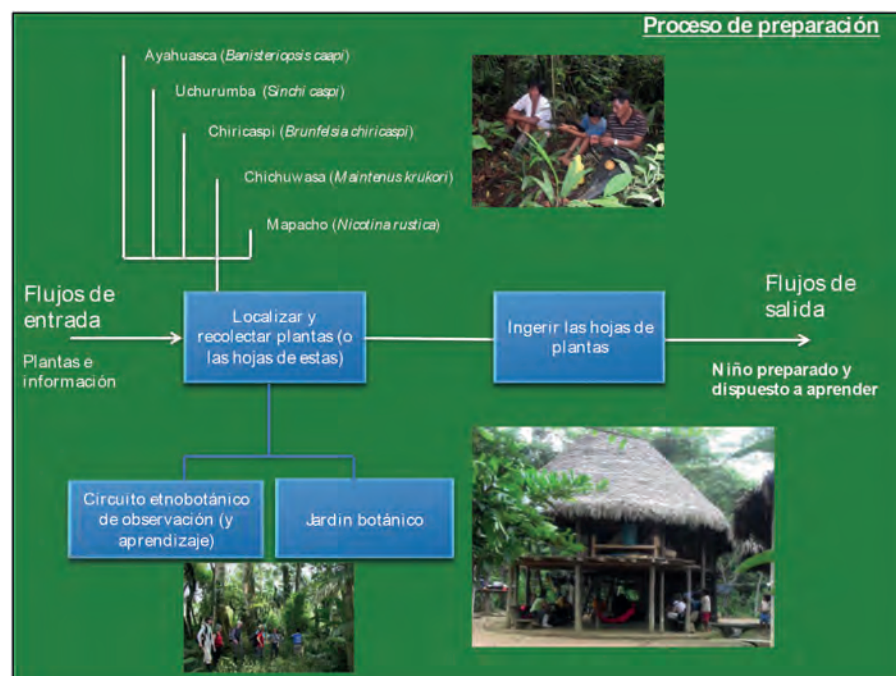 Proceso de preparación
Ayahuasca (Banisteriopsis caapi)
Uchurumba (Sinchi caspi)
Chiricaspi (Brunfelsia chiricaspi)
Chichuwasa (Maintenus krukori)
Mapacho (Nicotina rustica)
Flujos de
entrada
Plantas e
información
Localizar y
recolectar plantas (o
las hojas de estas)
Ingerir las hojas de
plantas
Flujos de
salida
Niño preparado y
dispuesto a aprender
Circuito etnobotánico
de observación (y
aprendizaje)
Jardin botánico